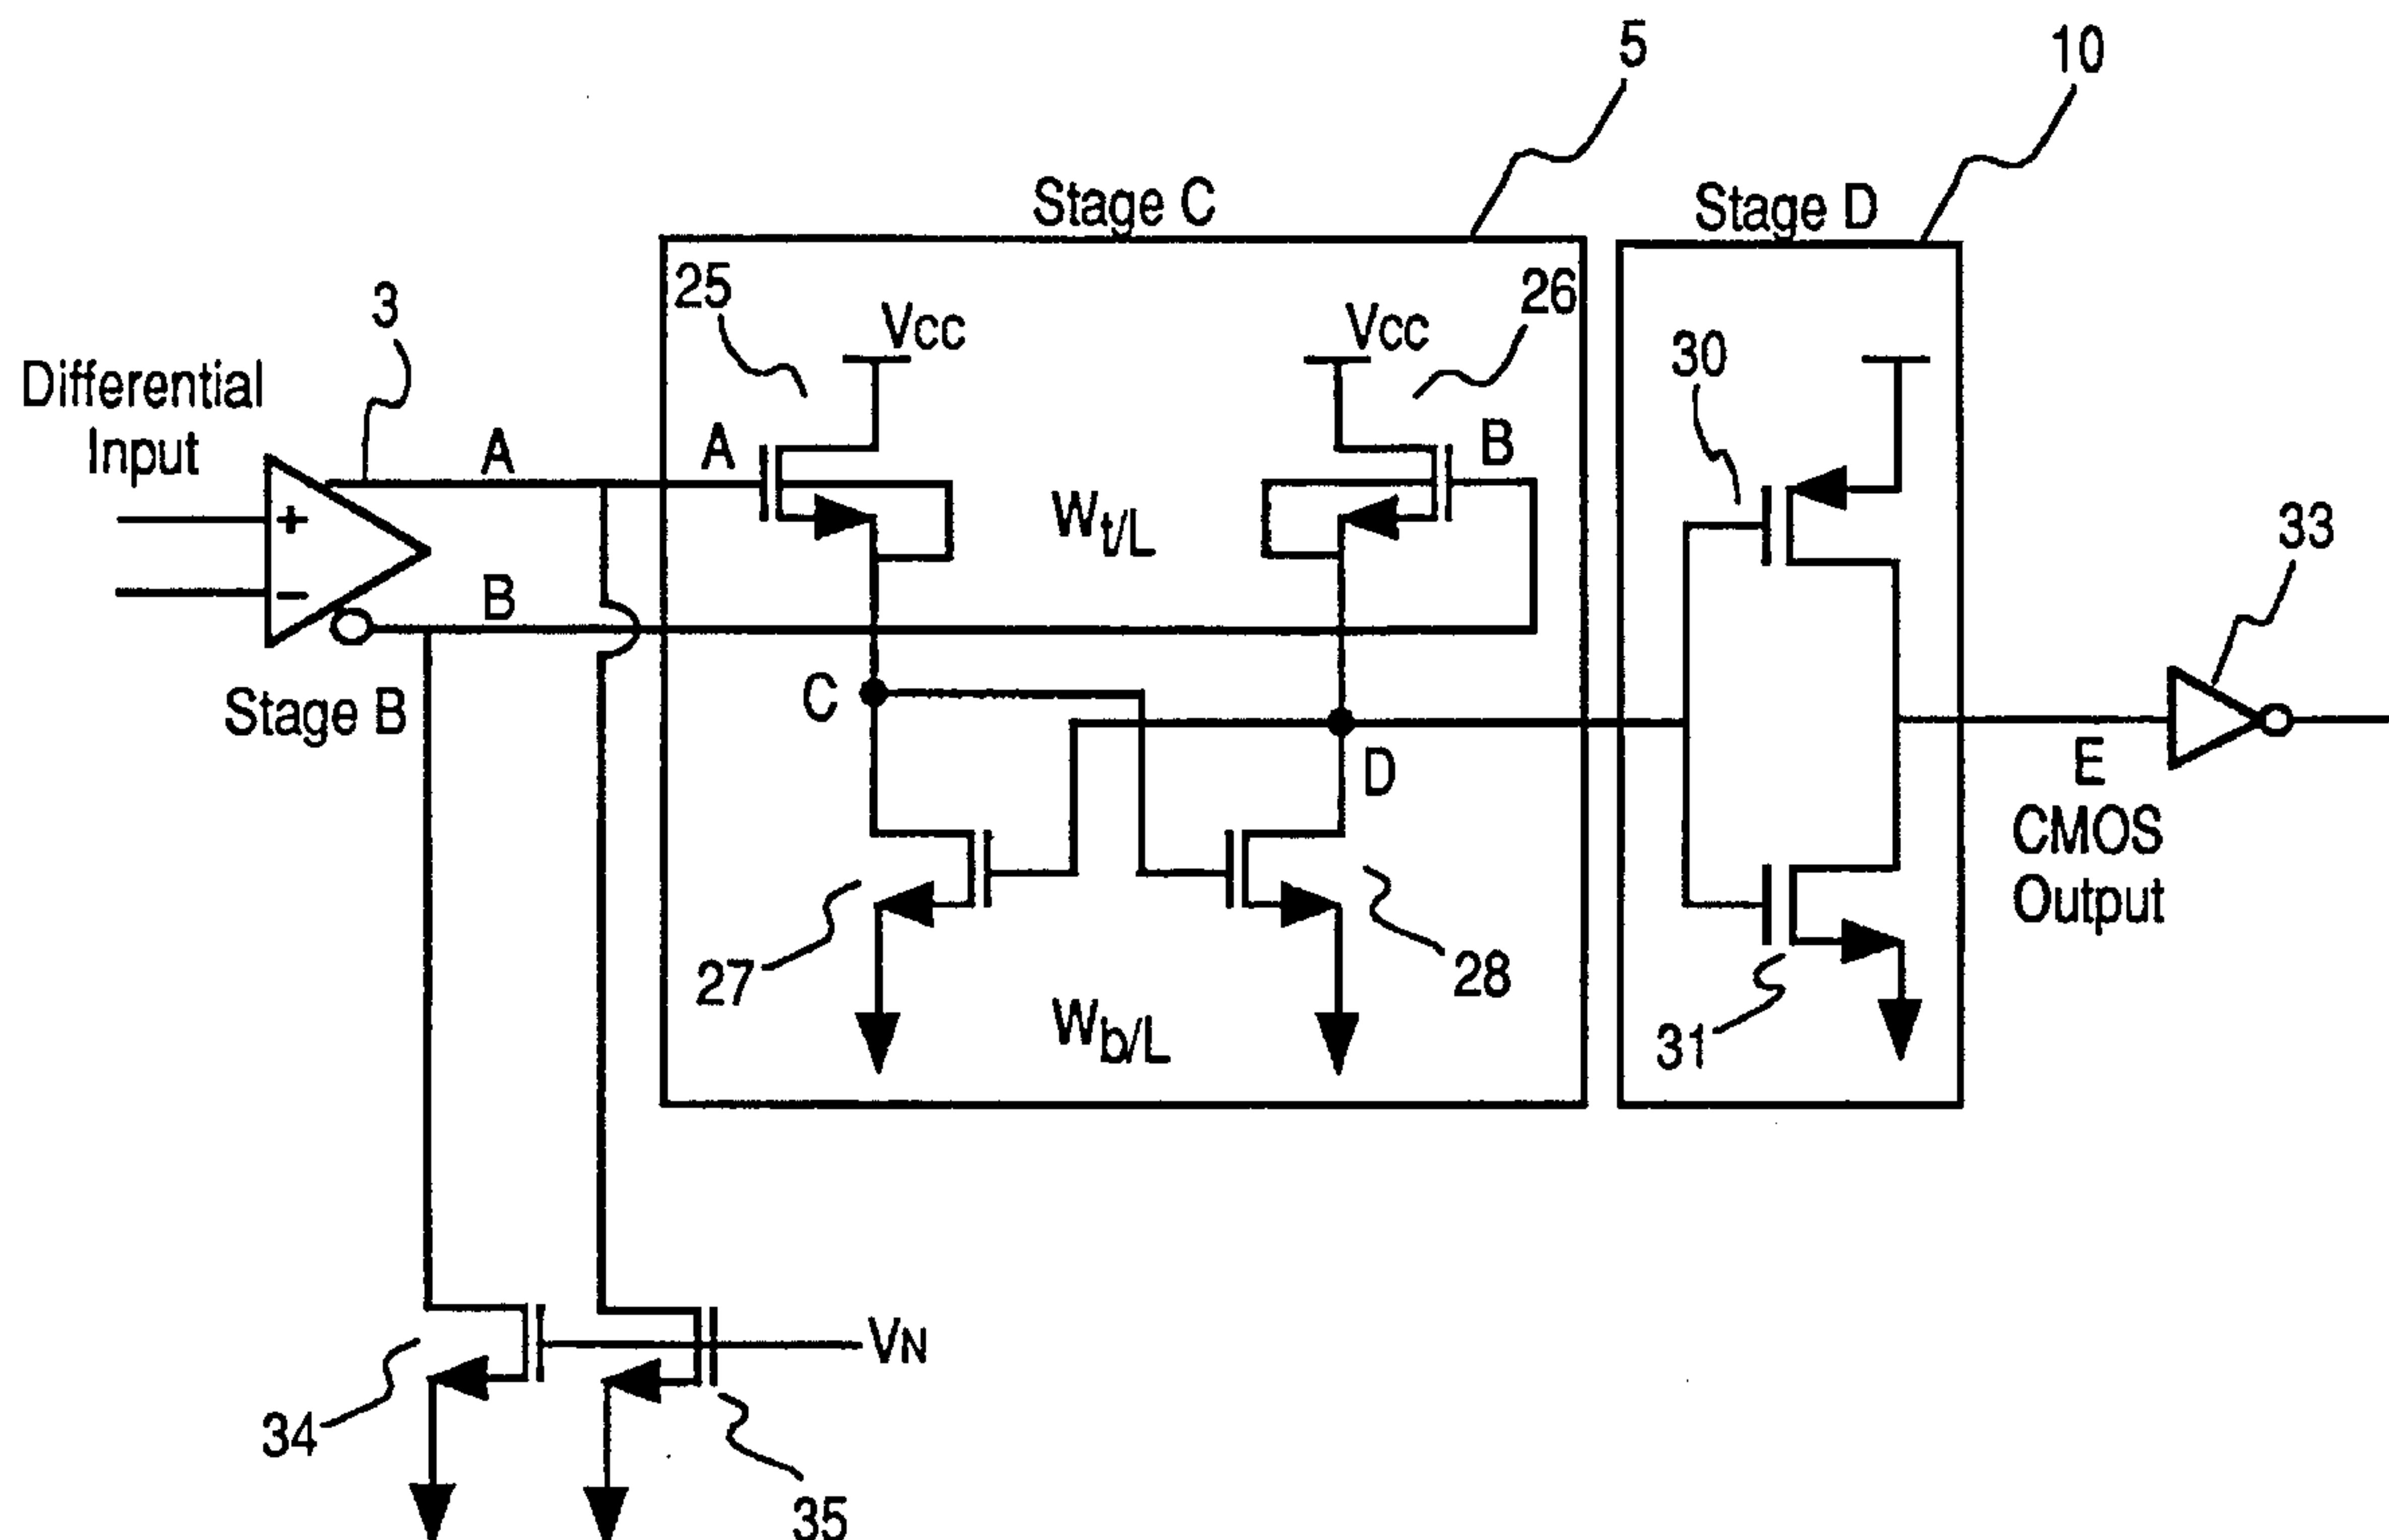 5
10
Stage C
Stage D
25
Vcc
Vcc
26
3
30
Differential
Input
A
A
B
Wt/L
+
-
B
33
Stage B
C
D
E
CMOS
Output
27
28
Wb/L
31
VN
34
35